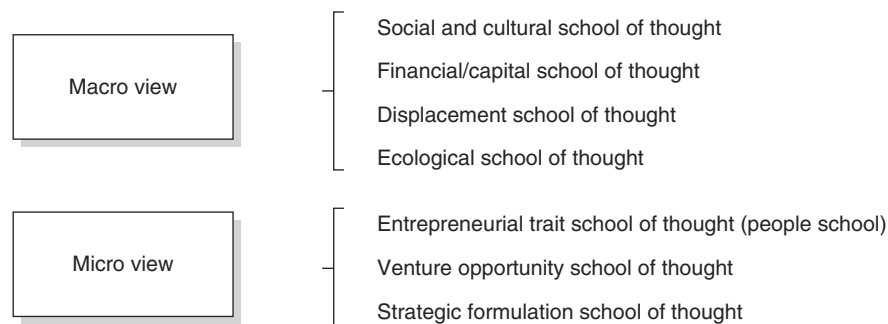 Macro view
Social and cultural school of thought
Financial/capital school of thought
Displacement school of thought
Ecological school of thought
Micro view
Entrepreneurial trait school of thought (people school)
Venture opportunity school of thought
Strategic formulation school of thought